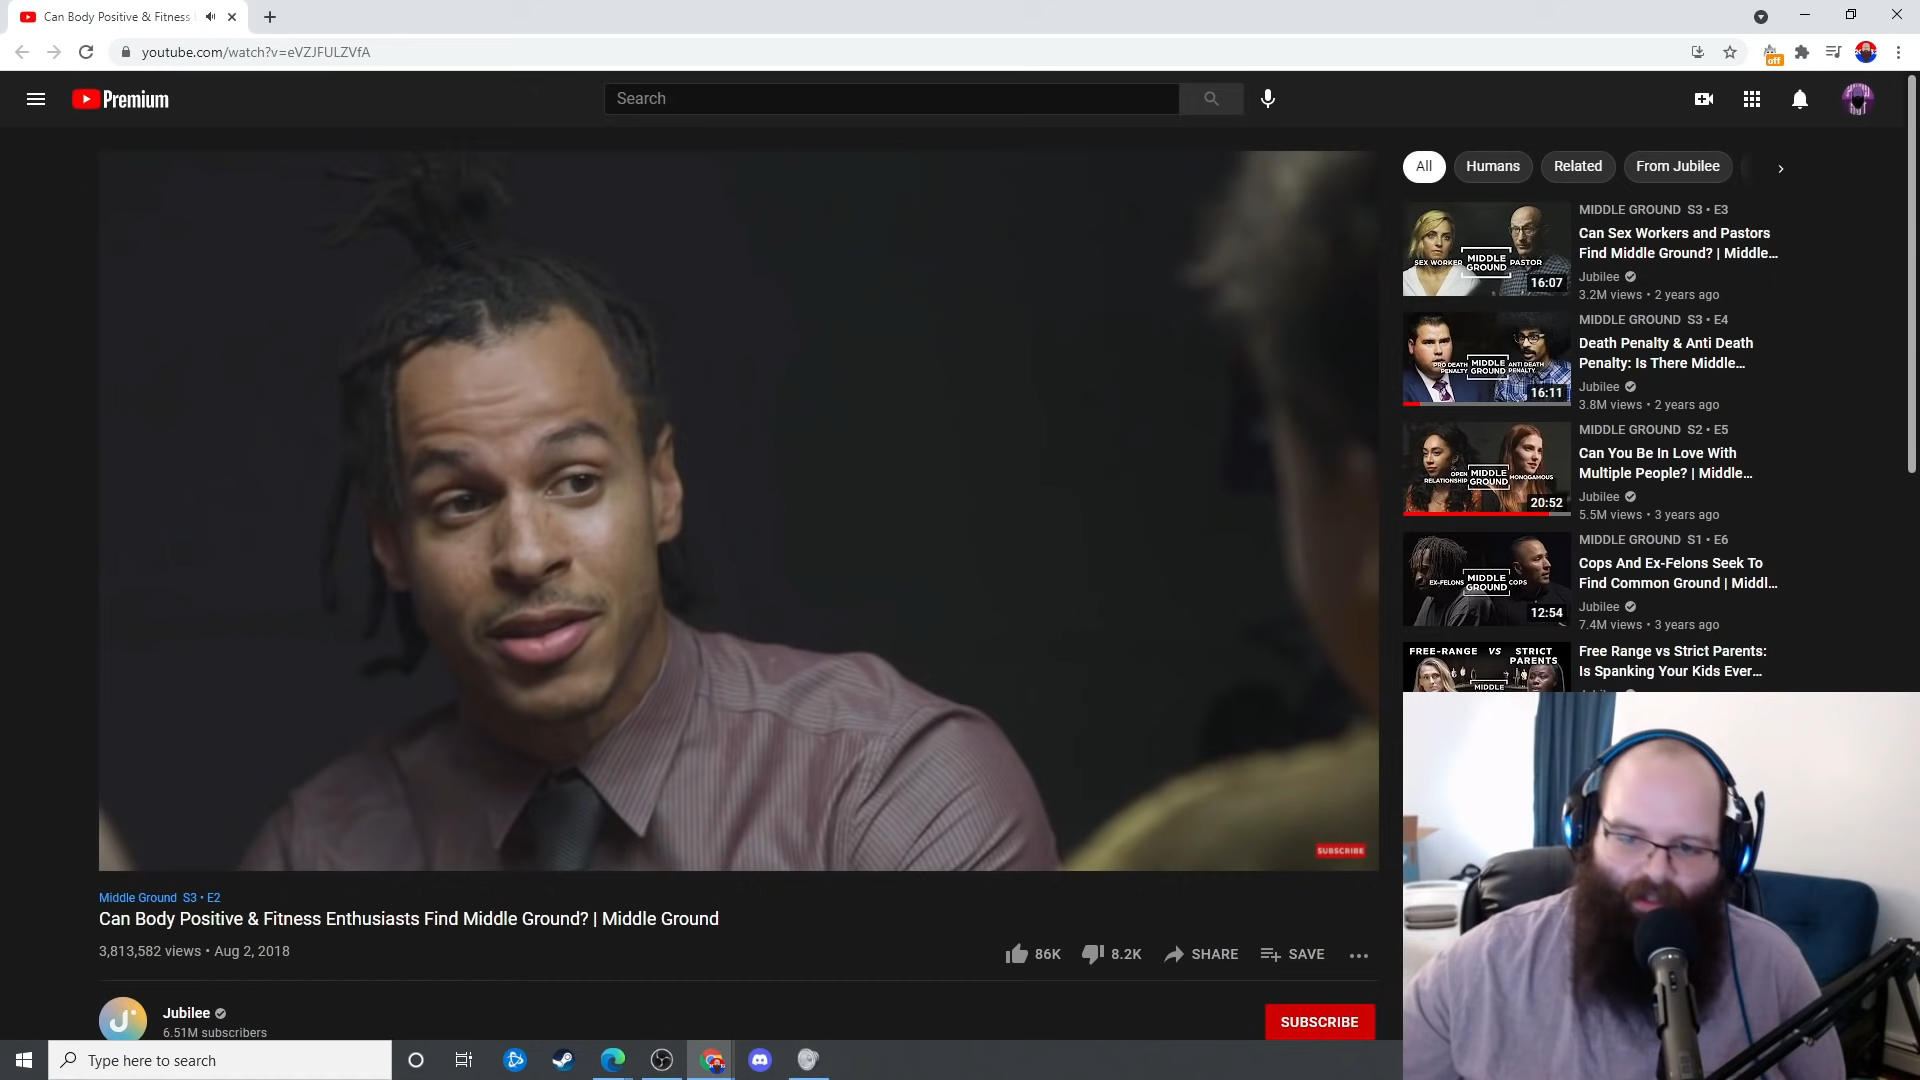 Can Body Positive & Fitness
youtube.com/watch?v=eVZJFULZVfA
off
Premium
Search
All
Humans
Related
From Jubilee
SUBSCRIBE
MIDDLE GROUND S3 • E3
Can Sex Workers and Pastors
Find Middle Ground? | Middle...
Jubilee
3.2M views • 2 years ago
SEX WORKER
MIDDLE
GROUND
PASTOR
16:07
MIDDLE GROUND S3 • E4
Death Penalty & Anti Death
Penalty: Is There Middle...
Jubilee
3.8M views • 2 years ago
PRO DEATH
PENALTY
MIDDLE
GROUND
ANTI DEATH
PENALTY
16:11
MIDDLE GROUND S2 • E5
Can You Be In Love With
Multiple People? | Middle...
Jubilee
5.5M views • 3 years ago
OPEN
RELATIONSHIP
MIDDLE
GROUND
MONOGAMOUS
20:52
MIDDLE GROUND S1 • E6
Cops And Ex-Felons Seek To
Find Common Ground | Middl...
Jubilee
7.4M views • 3 years ago
EX-FELONS
MIDDLE
GROUND
COPS
12:54
FREE-RANGE VS STRICT
PARENTS
MIDDLE
Free Range vs Strict Parents:
Is Spanking Your Kids Ever...
Middle Ground S3 • E2
Can Body Positive & Fitness Enthusiasts Find Middle Ground? | Middle Ground
3,813,582 views • Aug 2, 2018
86K
8.2K
SHARE
SAVE
Jubilee
6.51M subscribers
SUBSCRIBE
Type here to search